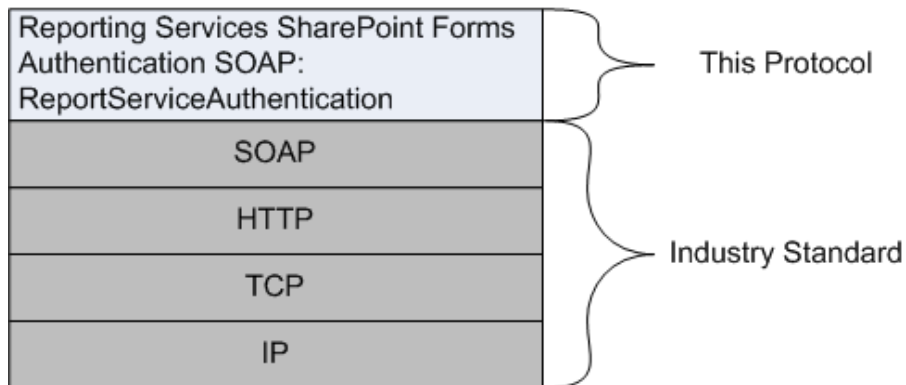 Reporting Services SharePoint Forms
Authentication SOAP:
ReportServiceAuthentication
This Protocol
SOAP
HTTP
TCP
IP
Industry Standard